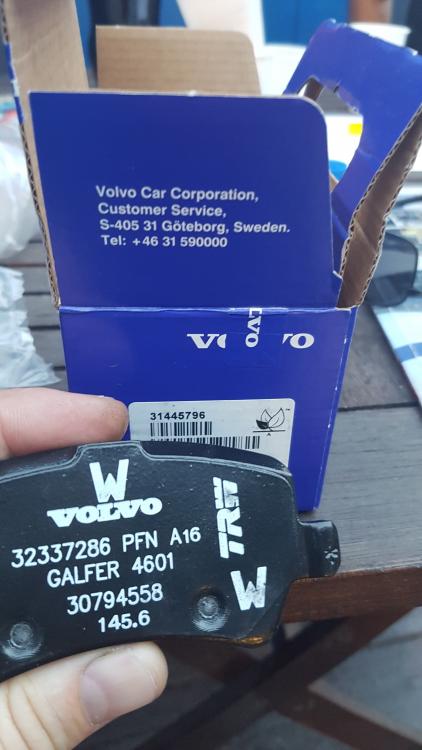 Volvo Car Corporation,
Customer Service,
S-405 31 Göteborg, Sweden.
Tel: +46 31 590000
VOLVO
31445796
A
W
VOLVO
32337286 PFN A16
GALFER 4601
30794558
145.6
TRW
W